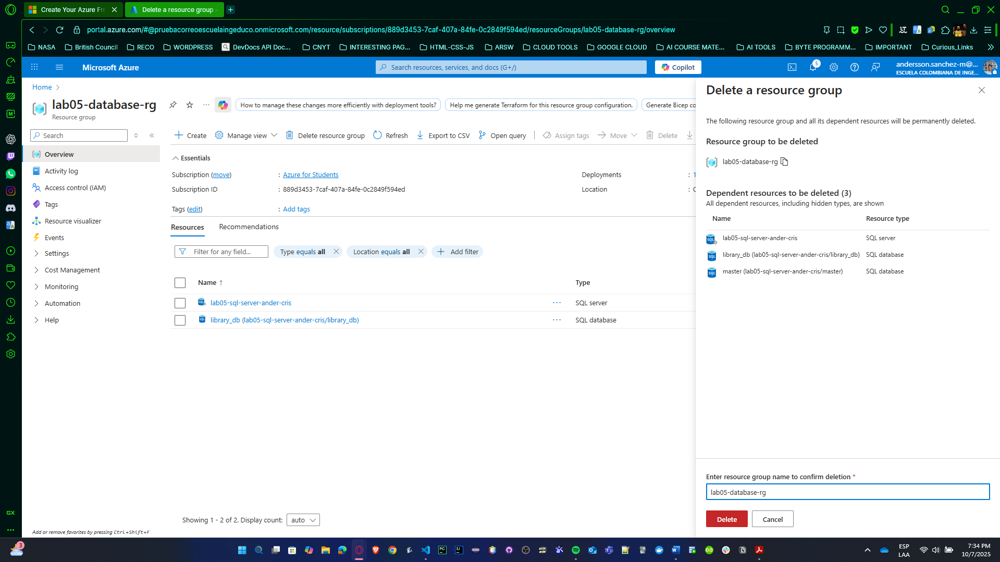 Create Your Azure Fre
Delete a resource group -
portal.azure.com/#@pruebacorreoescuelaingeduco.onmicrosoft.com/resource/subscriptions/889d3453-7caf-407a-84fe-0c2849f594ed/resourceGroups/lab05-database-rg/overview
NASA
British Council
RECO
WORDPRESS
DevDocs API Doc...
CNYT
INTERESTING PAG...
HTML-CSS-JS
ARSW
CLOUD TOOLS
GOOGLE CLOUD
AI COURSE MATE...
AI TOOLS
BYTE PROGRAMM...
IMPORTANT
Curious_Links
Microsoft Azure
Search resources, services, and docs (G+/)
Copilot
5
andersson.sanchez-m@...
ESCUELA COLOMBIANA DE INGE...
Home
lab05-database-rg
Resource group
How to manage these changes more efficiently with deployment tools?
Help me generate Terraform for this resource group configuration.
Generate Bicep co
Search
Create
Manage view
Delete resource group
Refresh
Export to CSV
Open query
Assign tags
Move
Delete
Overview
Activity log
Access control (IAM)
Tags
Resource visualizer
Events
Settings
Cost Management
Monitoring
Automation
Help
Essentials
Subscription (move) : Azure for Students
Subscription ID : 889d3453-7caf-407a-84fe-0c2849f594ed
Deployments : 1
Location :
Tags (edit) : Add tags
Resources
Recommendations
Filter for any field...
Type equals all
Location equals all
Add filter
Name ↑
Type
lab05-sql-server-ander-cris
SQL server
library_db (lab05-sql-server-ander-cris/library_db)
SQL database
Showing 1 - 2 of 2. Display count: auto
Add or remove favorites by pressing Ctrl+Shift+F
Delete a resource group
The following resource group and all its dependent resources will be permanently deleted.
Resource group to be deleted
lab05-database-rg
Dependent resources to be deleted (3)
All dependent resources, including hidden types, are shown
Name
Resource type
lab05-sql-server-ander-cris
SQL server
library_db (lab05-sql-server-ander-cris/library_db)
SQL database
master (lab05-sql-server-ander-cris/master)
SQL database
Enter resource group name to confirm deletion *
lab05-database-rg
Delete
Cancel
GX
3
ESP
LAA
7:34 PM
10/7/2025